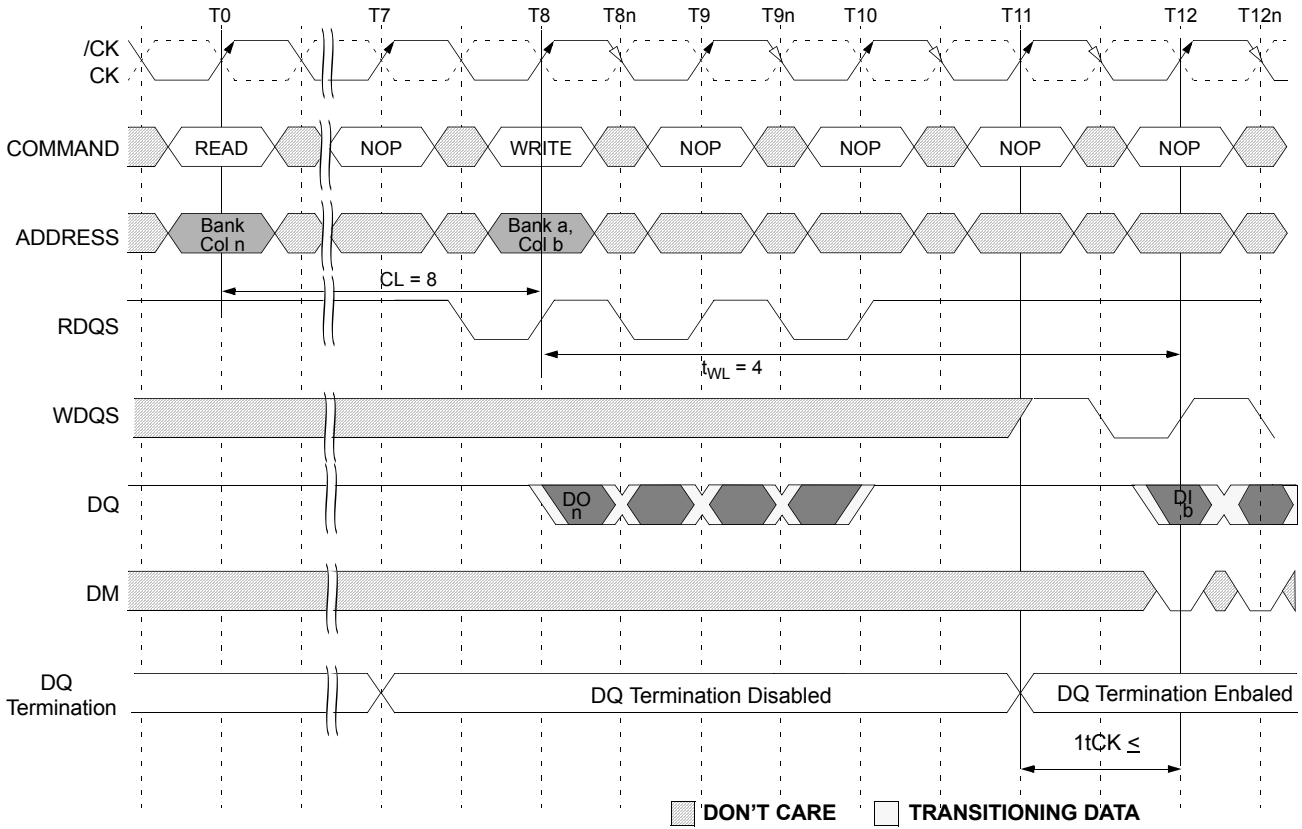 T0 T7 T8 T8n T9 T9n T10 T11 T12 T12n
/CK
CK
COMMAND READ NOP WRITE NOP NOP NOP NOP
ADDRESS Bank Col n Bank a, Col b
CL = 8
RDQS
tWL = 4
WDQS
DQ DO n DI b
DM
DQ Termination DQ Termination Disabled DQ Termination Enbaled
1tCK ≤
DON'T CARE TRANSITIONING DATA